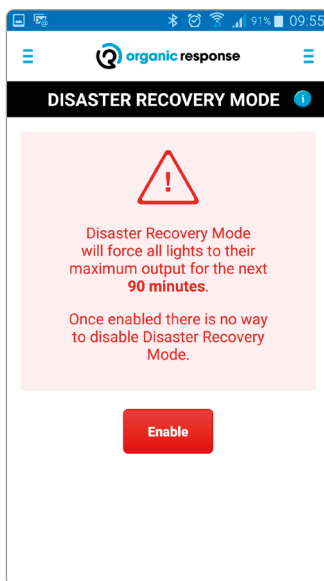 91% 09:55
organic response
DISASTER RECOVERY MODE i
!
Disaster Recovery Mode
will force all lights to their
maximum output for the next
90 minutes.
Once enabled there is no way
to disable Disaster Recovery
Mode.
Enable